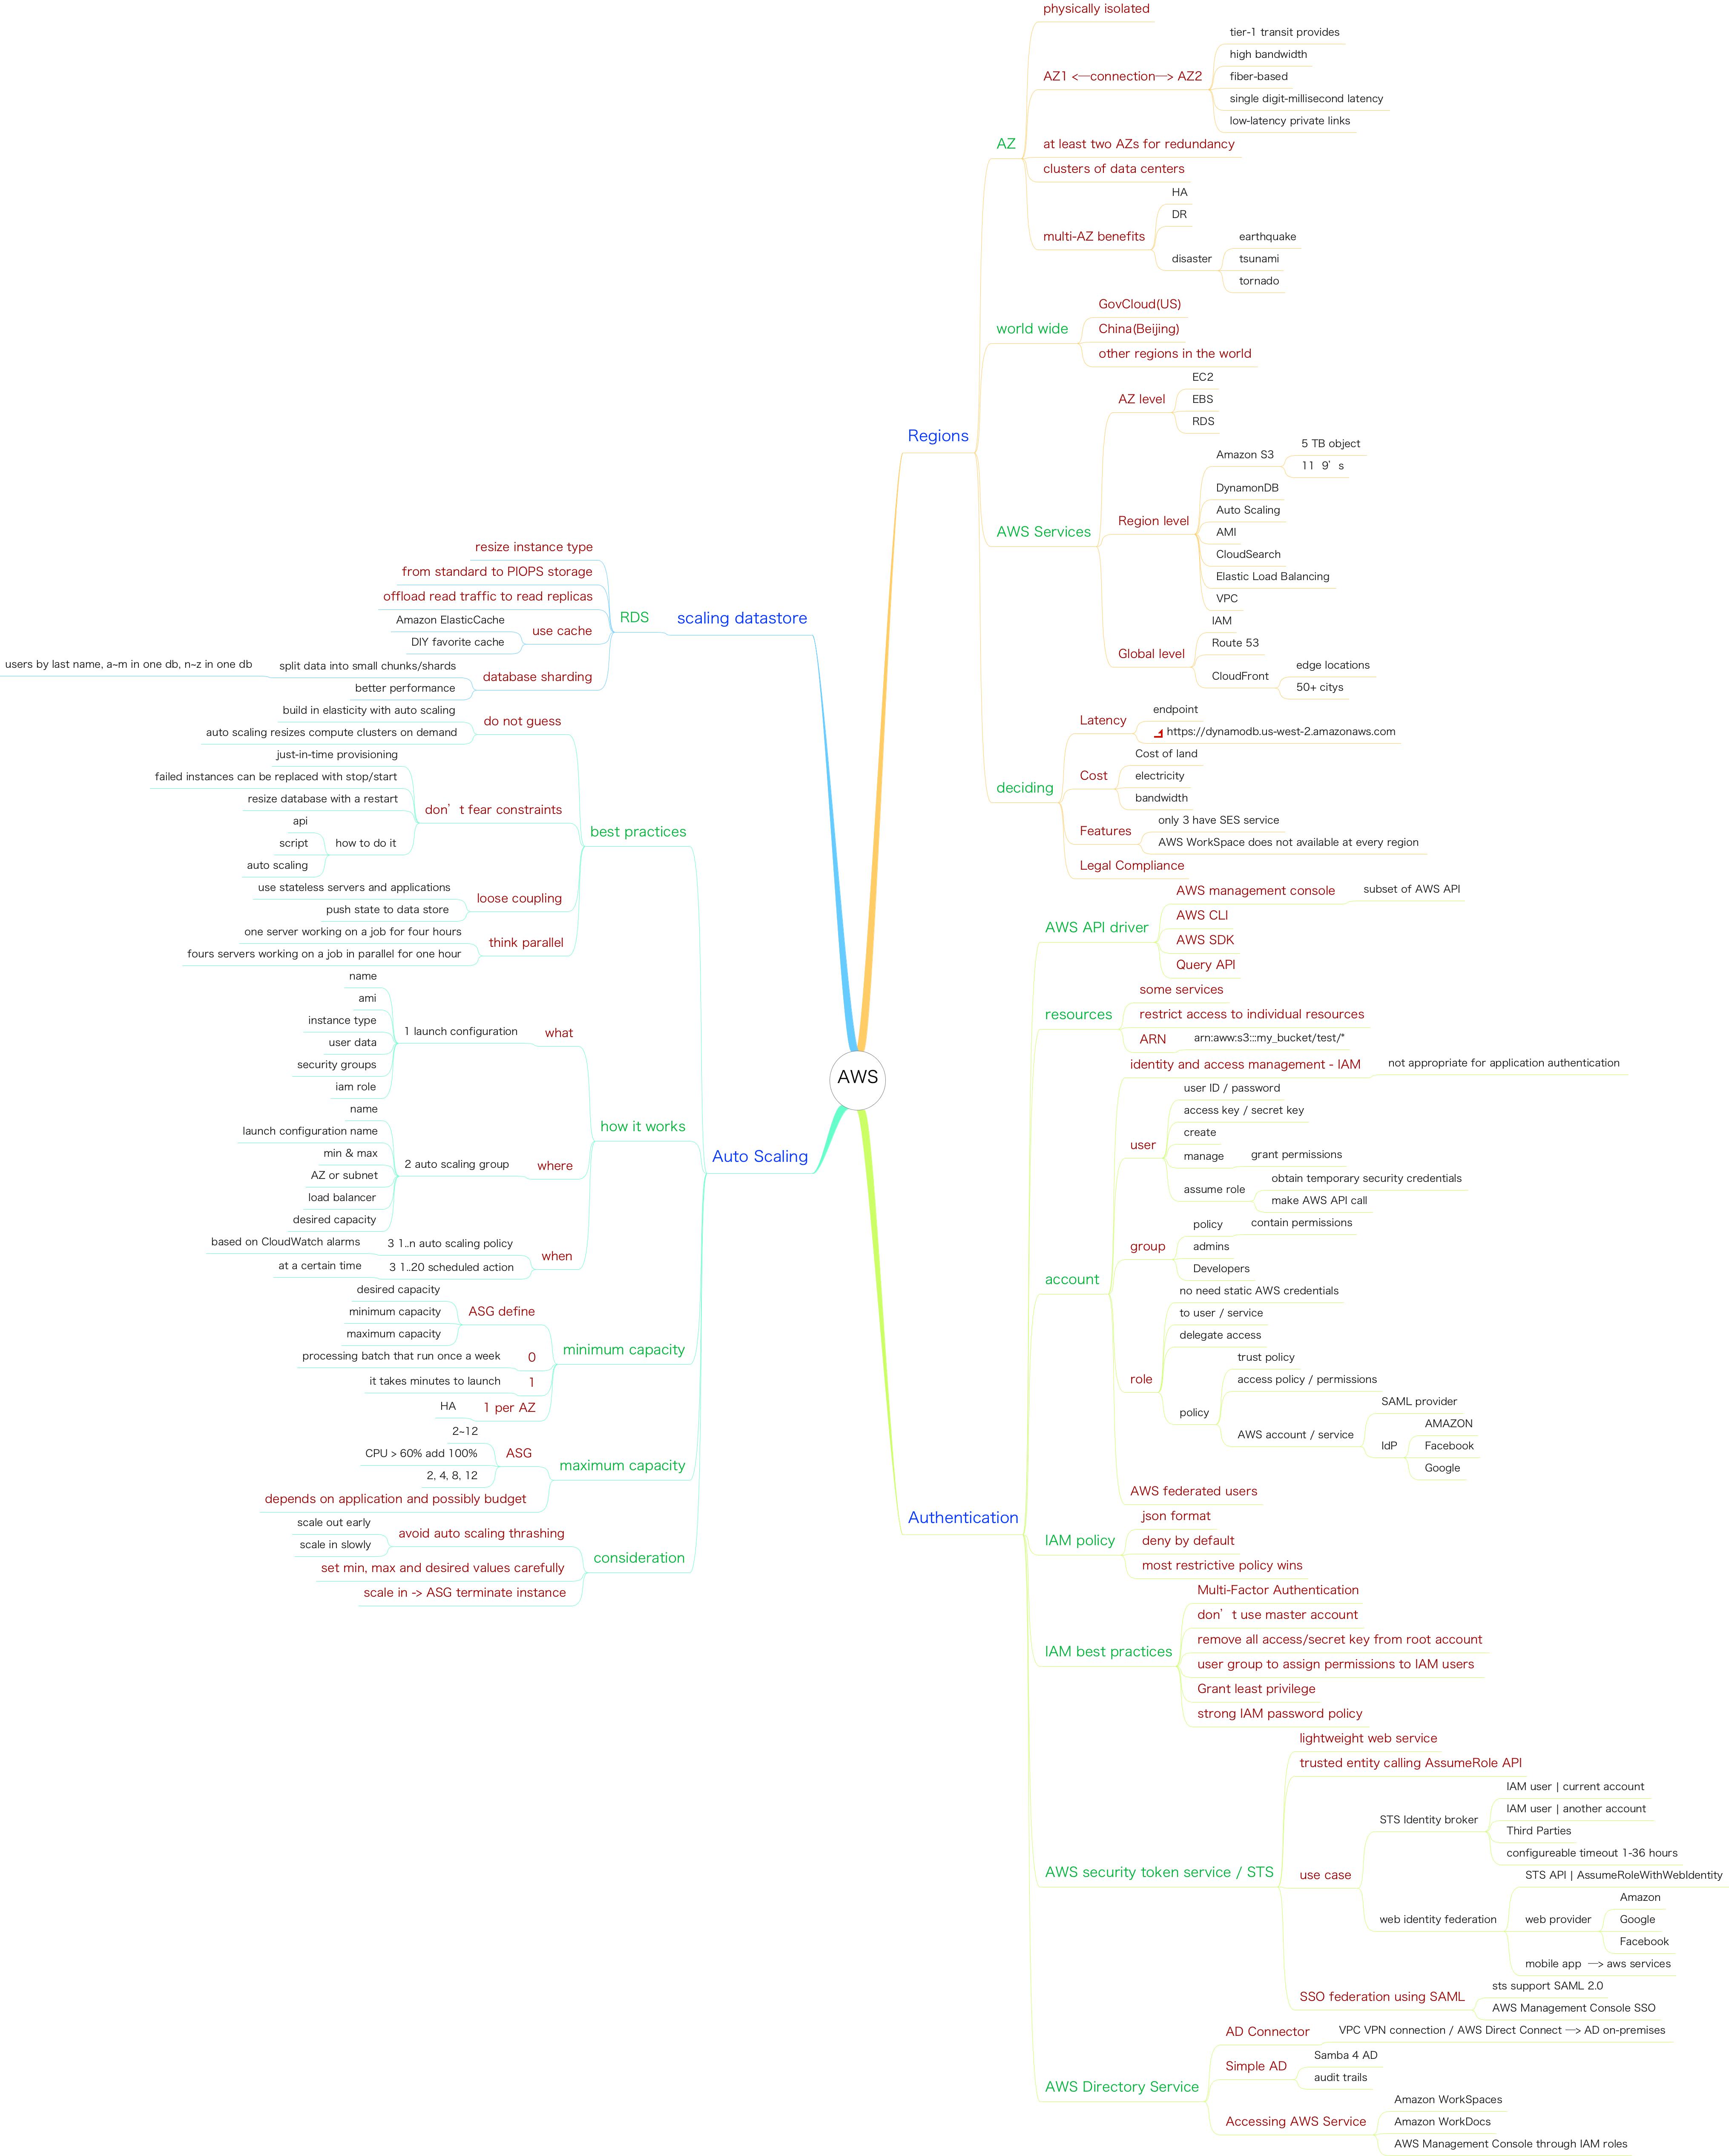 AWS
Regions
AZ
physically isolated
AZ1 <—connection—> AZ2
tier-1 transit provides
high bandwidth
fiber-based
single digit-millisecond latency
low-latency private links
at least two AZs for redundancy
clusters of data centers
multi-AZ benefits
HA
DR
disaster
earthquake
tsunami
tornado
world wide
GovCloud(US)
China(Beijing)
other regions in the world
AWS Services
AZ level
EC2
EBS
RDS
Region level
Amazon S3
5 TB object
11 9’s
DynamonDB
Auto Scaling
AMI
CloudSearch
Elastic Load Balancing
VPC
Global level
IAM
Route 53
CloudFront
edge locations
50+ citys
deciding
Latency
endpoint
https://dynamodb.us-west-2.amazonaws.com
Cost
Cost of land
electricity
bandwidth
Features
only 3 have SES service
AWS WorkSpace does not available at every region
Legal Compliance
Authentication
AWS API driver
AWS management console
subset of AWS API
AWS CLI
AWS SDK
Query API
resources
some services
restrict access to individual resources
ARN
arn:aww:s3:::my_bucket/test/*
account
identity and access management - IAM
not appropriate for application authentication
user
user ID / password
access key / secret key
create
manage
grant permissions
assume role
obtain temporary security credentials
make AWS API call
group
policy
contain permissions
admins
Developers
role
no need static AWS credentials
to user / service
delegate access
policy
trust policy
access policy / permissions
AWS account / service
SAML provider
IdP
AMAZON
Facebook
Google
AWS federated users
IAM policy
json format
deny by default
most restrictive policy wins
IAM best practices
Multi-Factor Authentication
don’t use master account
remove all access/secret key from root account
user group to assign permissions to IAM users
Grant least privilege
strong IAM password policy
AWS security token service / STS
lightweight web service
trusted entity calling AssumeRole API
use case
STS Identity broker
IAM user | current account
IAM user | another account
Third Parties
configureable timeout 1-36 hours
web identity federation
STS API | AssumeRoleWithWebIdentity
web provider
Amazon
Google
Facebook
mobile app —> aws services
SSO federation using SAML
sts support SAML 2.0
AWS Management Console SSO
AWS Directory Service
AD Connector
VPC VPN connection / AWS Direct Connect —> AD on-premises
Simple AD
Samba 4 AD
audit trails
Accessing AWS Service
Amazon WorkSpaces
Amazon WorkDocs
AWS Management Console through IAM roles
scaling datastore
RDS
resize instance type
from standard to PIOPS storage
offload read traffic to read replicas
use cache
Amazon ElasticCache
DIY favorite cache
database sharding
split data into small chunks/shards
users by last name, a~m in one db, n~z in one db
better performance
Auto Scaling
best practices
do not guess
build in elasticity with auto scaling
auto scaling resizes compute clusters on demand
don’t fear constraints
just-in-time provisioning
failed instances can be replaced with stop/start
resize database with a restart
how to do it
api
script
auto scaling
loose coupling
use stateless servers and applications
push state to data store
think parallel
one server working on a job for four hours
fours servers working on a job in parallel for one hour
how it works
what
1 launch configuration
name
ami
instance type
user data
security groups
iam role
where
2 auto scaling group
name
launch configuration name
min & max
AZ or subnet
load balancer
desired capacity
when
3 1..n auto scaling policy
based on CloudWatch alarms
3 1..20 scheduled action
at a certain time
minimum capacity
ASG define
desired capacity
minimum capacity
maximum capacity
0
processing batch that run once a week
1
it takes minutes to launch
1 per AZ
HA
maximum capacity
ASG
2~12
CPU > 60% add 100%
2, 4, 8, 12
depends on application and possibly budget
consideration
avoid auto scaling thrashing
scale out early
scale in slowly
set min, max and desired values carefully
scale in -> ASG terminate instance